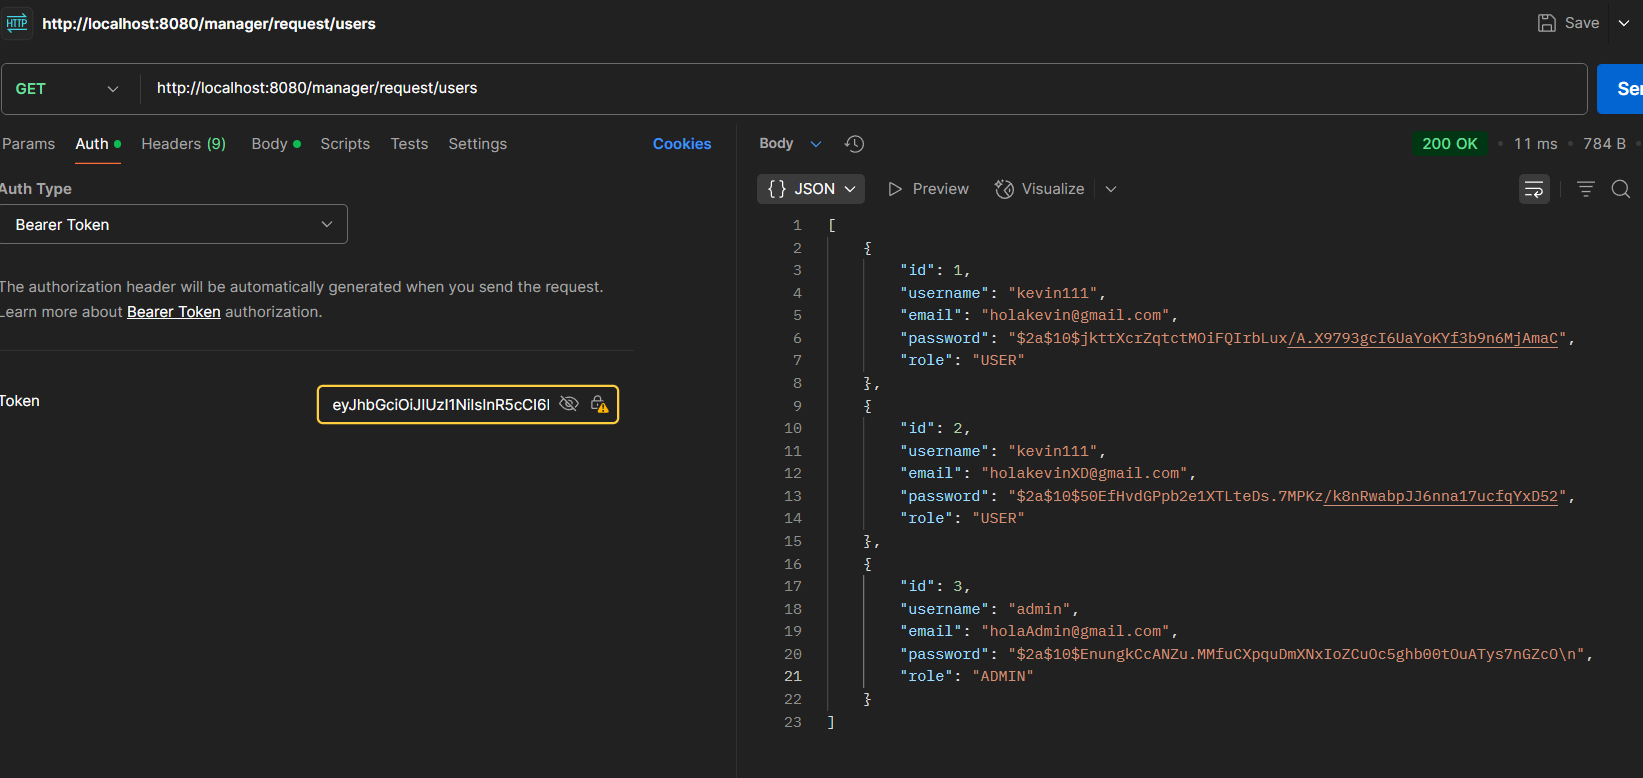 HTTP http://localhost:8080/manager/request/users
Save
GET http://localhost:8080/manager/request/users
Params Auth Headers (9) Body Scripts Tests Settings Cookies
Auth Type
Bearer Token
The authorization header will be automatically generated when you send the request.
Learn more about Bearer Token authorization.
Token
Body 200 OK 11 ms 784 B
{} JSON Preview Visualize
1 [
2 {
3 "id": 1,
4 "username": "kevin111",
5 "email": "holakevin@gmail.com",
6 "password": "$2a$10$jkttXcrZqtctMOiFQIrbLux/A.X9793gcI6UaYoKYf3b9n6MjAmaC",
7 "role": "USER"
8 },
9 {
10 "id": 2,
11 "username": "kevin111",
12 "email": "holakevinXD@gmail.com",
13 "password": "$2a$10$50EfHvdGPpb2e1XTLteDs.7MPKz/k8nRwabpJJ6nna17ucfqYxD52",
14 "role": "USER"
15 },
16 {
17 "id": 3,
18 "username": "admin",
19 "email": "holaAdmin@gmail.com",
20 "password": "$2a$10$EnungkCcANZu.MMfuCXpquDmXNxIoZCuOc5ghb00tOuATys7nGZcO\n",
21 "role": "ADMIN"
22 }
23 ]